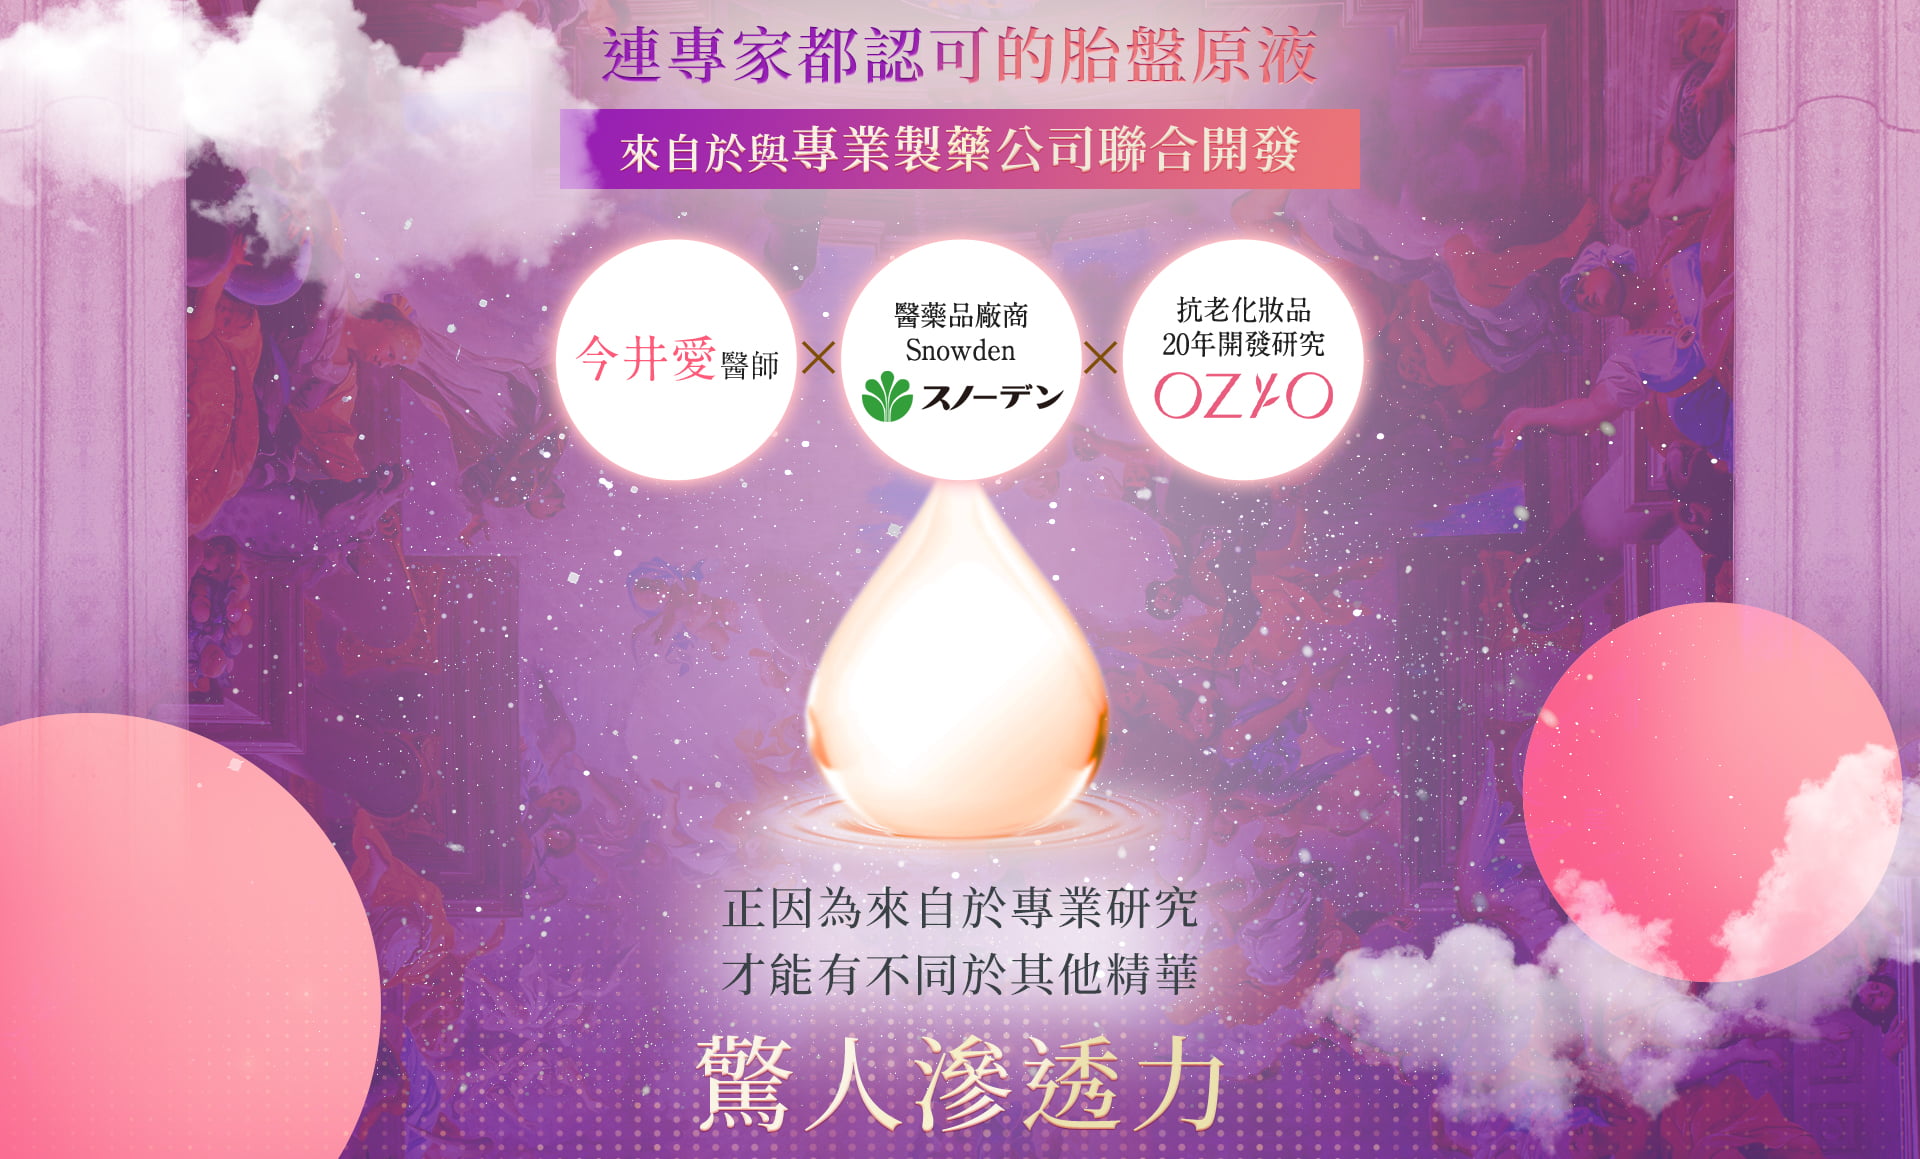 連專家都認可的胎盤原液
來自於與專業製藥公司聯合開發
今井愛醫師
×
醫藥品廠商
Snowden
スノーデン
×
抗老化妝品
20年開發研究
OZIO
正因為來自於專業研究
才能有不同於其他精華
驚人滲透力